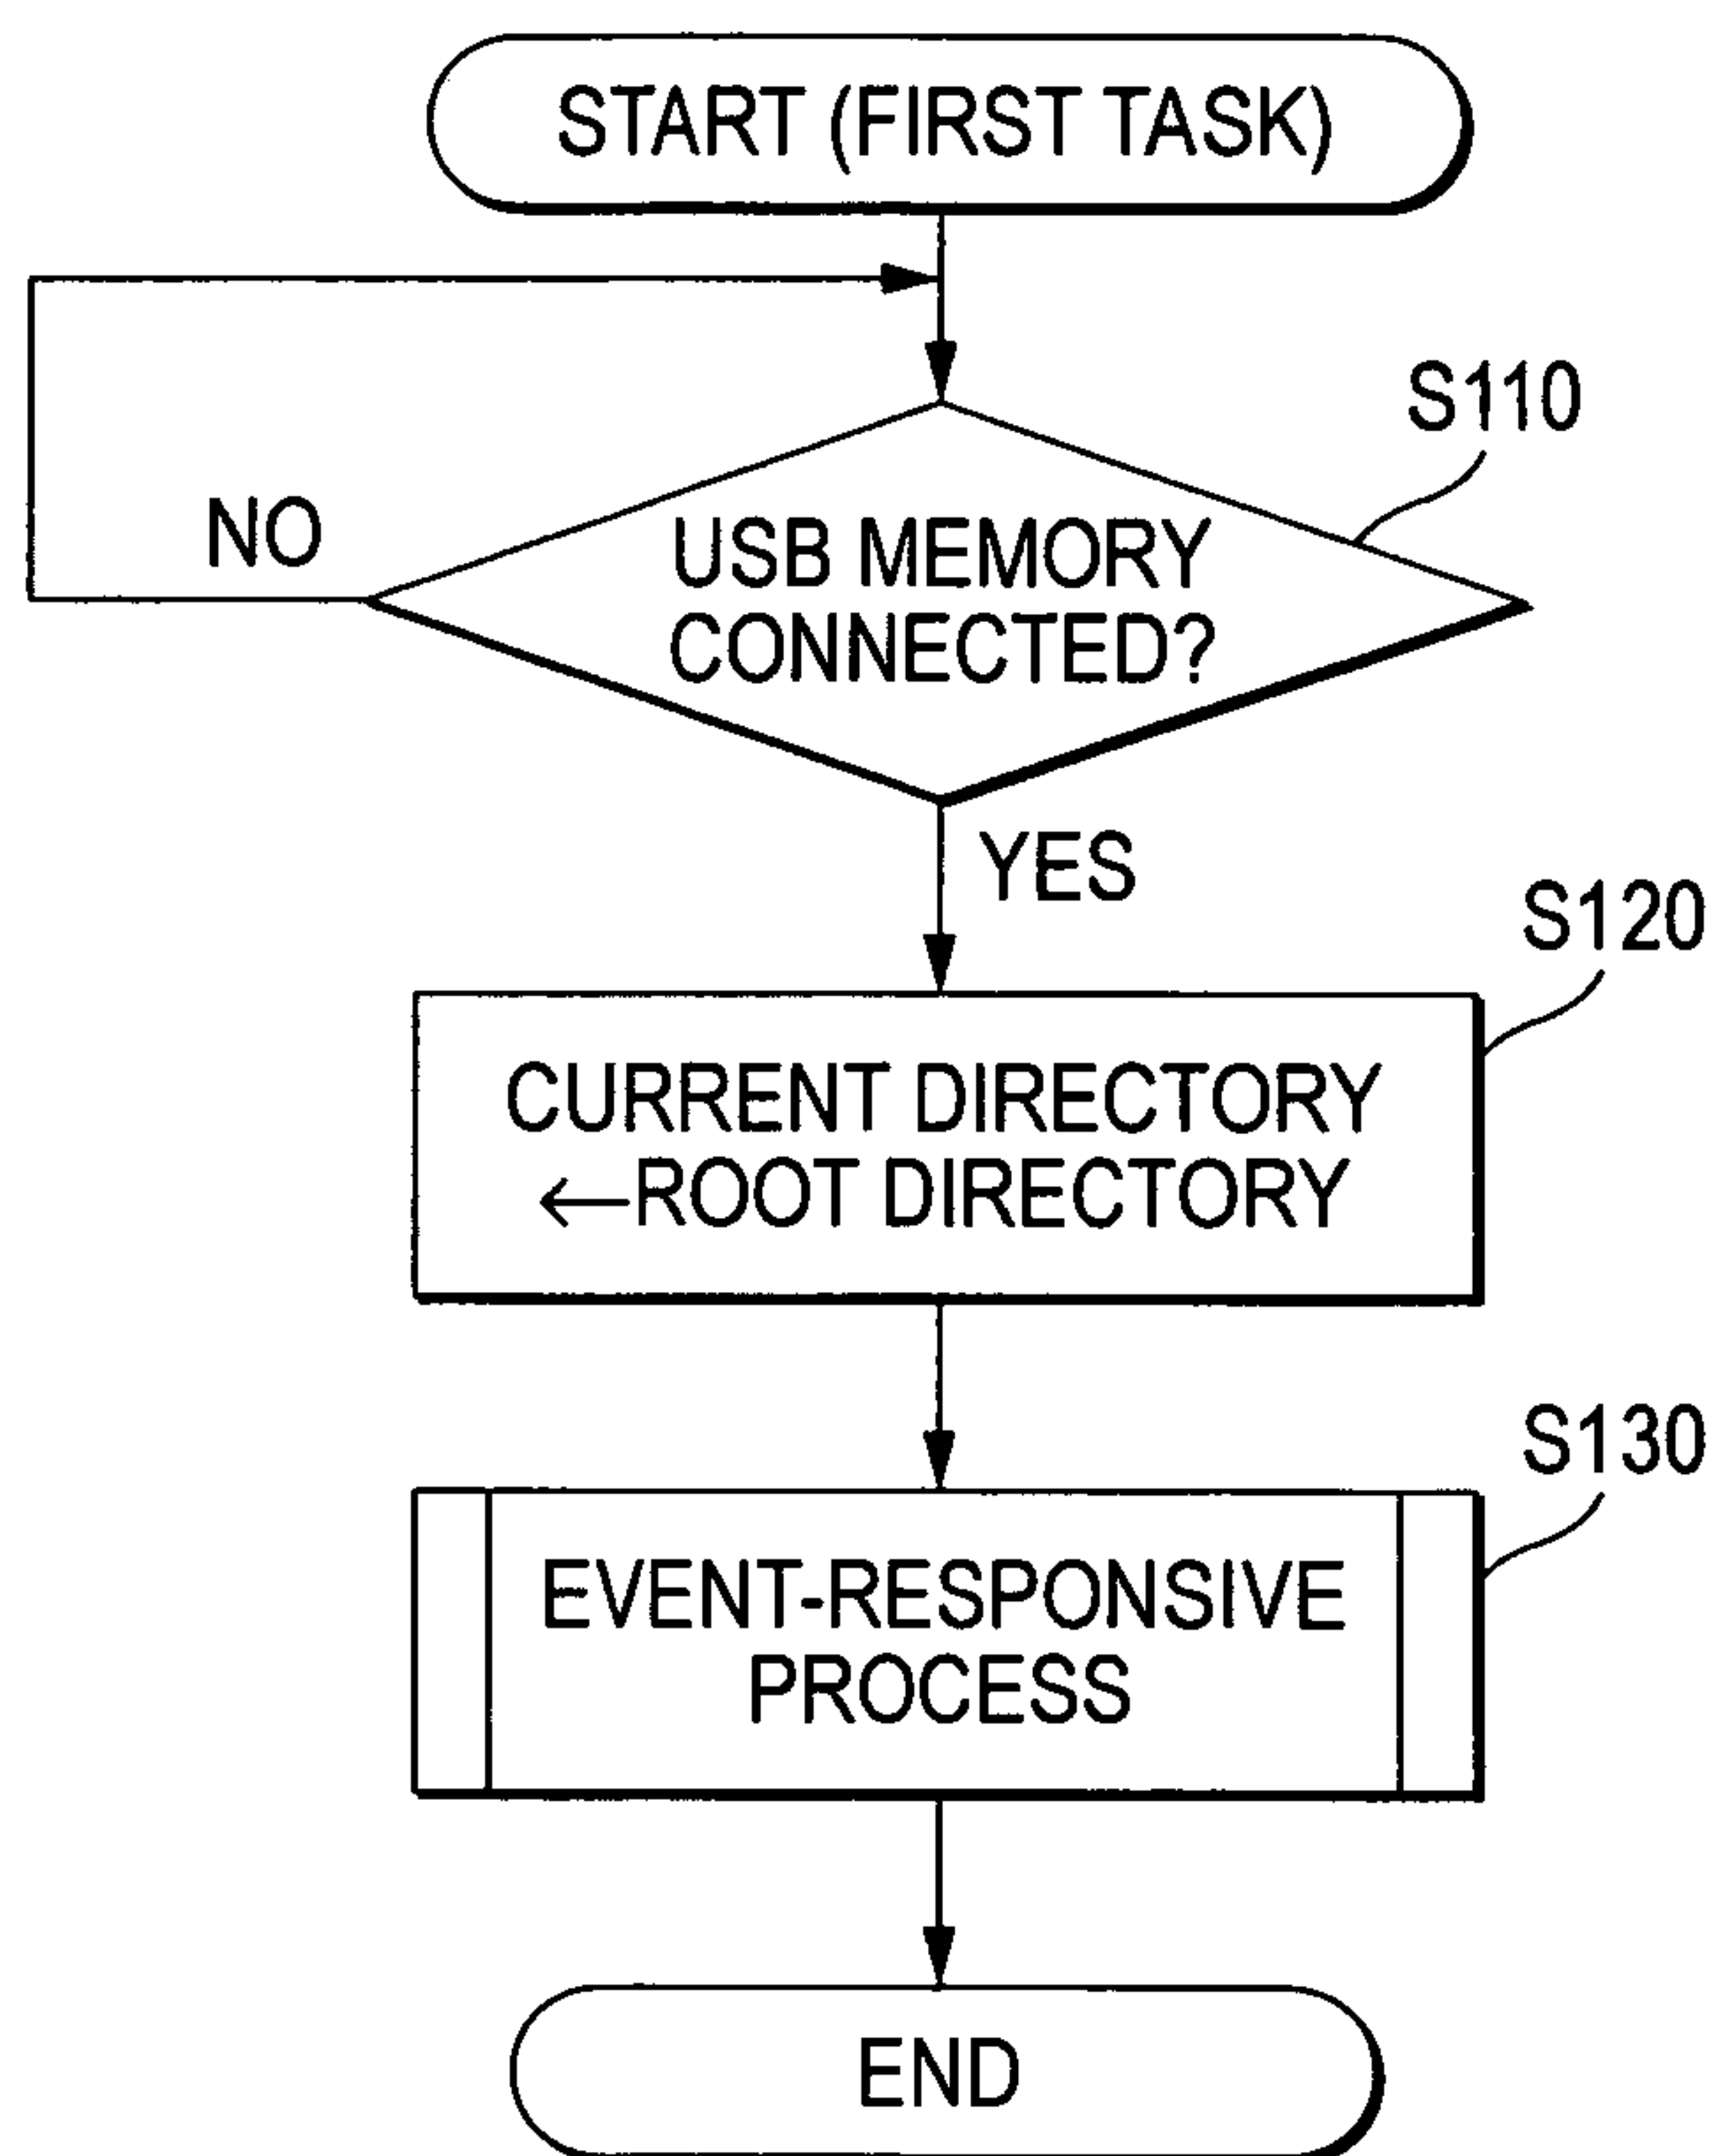 START (FIRST TASK)
S110
NO
USB MEMORY
CONNECTED?
YES
S120
CURRENT DIRECTORY
←ROOT DIRECTORY
S130
EVENT-RESPONSIVE
PROCESS
END